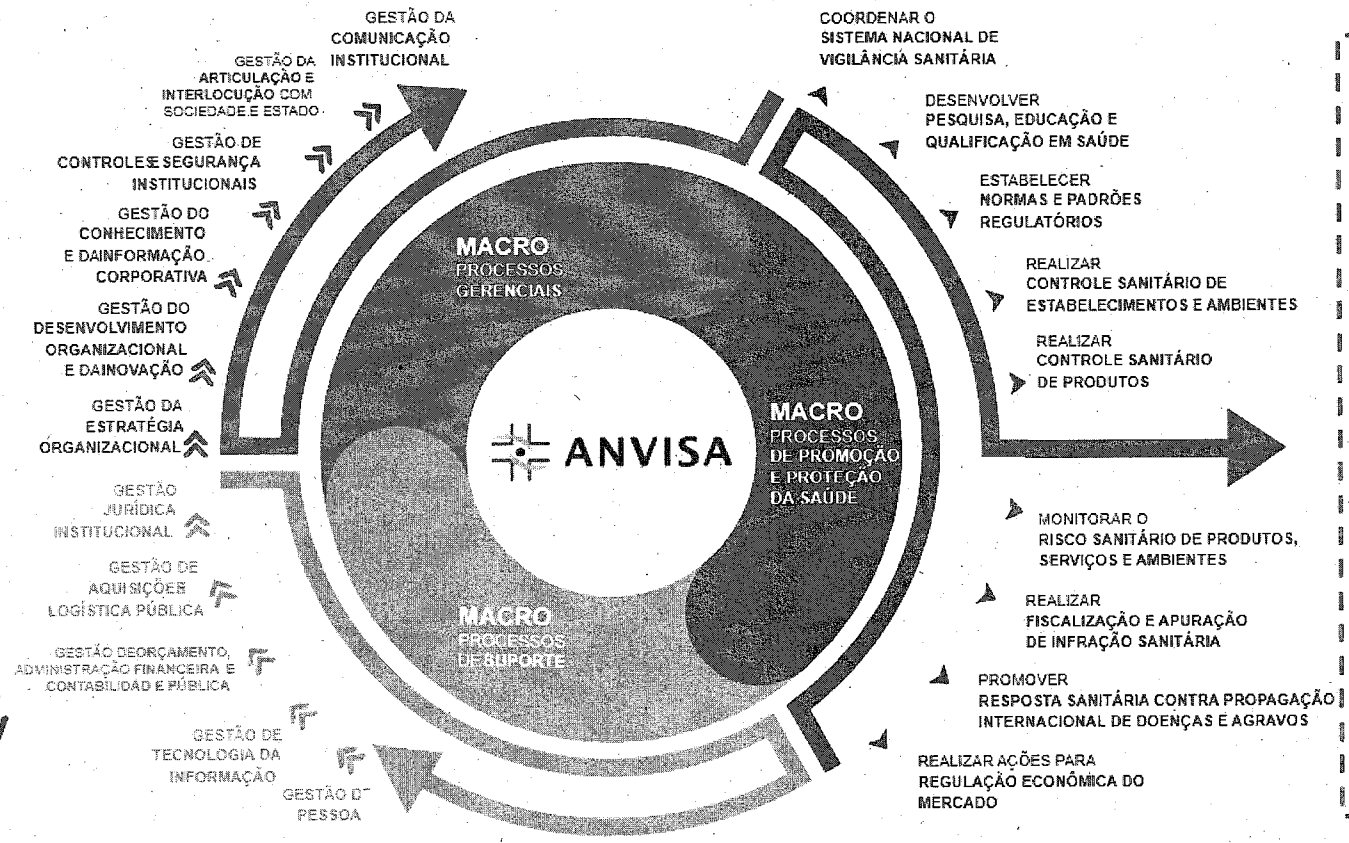 GESTÃO DA
COMUNICAÇÃO
INSTITUCIONAL
GESTÃO DA
ARTICULAÇÃO E
INTERLOCUÇÃO COM
SOCIEDADE E ESTADO
GESTÃO DE
CONTROLES E SEGURANÇA
INSTITUCIONAIS
GESTÃO DO
CONHECIMENTO
E DAINFORMAÇÃO
CORPORATIVA
GESTÃO DO
DESENVOLVIMENTO
ORGANIZACIONAL
E DAINOVAÇÃO
GESTÃO DA
ESTRATÉGIA
ORGANIZACIONAL
GESTÃO
JURÍDICA
INSTITUCIONAL
GESTÃO DE
AQUISIÇÕES
LOGÍSTICA PÚBLICA
GESTÃO DEORÇAMENTO,
ADMINISTRAÇÃO FINANCEIRA E
CONTABILIDADE PÚBLICA
GESTÃO DE
TECNOLOGIA DA
INFORMAÇÃO
GESTÃO
PESSOA
MACRO
PROCESSOS
GERENCIAIS
ANVISA
MACRO
PROCESSOS
DE PROMOÇÃO
E PROTEÇÃO
DA SAÚDE
MACRO
PROCESSOS
DE SUPORTE
COORDENAR O
SISTEMA NACIONAL DE
VIGILÂNCIA SANITÁRIA
DESENVOLVER
PESQUISA, EDUCAÇÃO E
QUALIFICAÇÃO EM SAÚDE
ESTABELECER
NORMAS E PADRÕES
REGULATÓRIOS
REALIZAR
CONTROLE SANITÁRIO DE
ESTABELECIMENTOS E AMBIENTES
REALIZAR
CONTROLE SANITÁRIO
DE PRODUTOS
MONITORAR O
RISCO SANITÁRIO DE PRODUTOS,
SERVIÇOS E AMBIENTES
REALIZAR
FISCALIZAÇÃO E APURAÇÃO
DE INFRAÇÃO SANITÁRIA
PROMOVER
RESPOSTA SANITÁRIA CONTRA PROPAGAÇÃO
INTERNACIONAL DE DOENÇAS E AGRAVOS
REALIZAR AÇÕES PARA
REGULAÇÃO ECONÔMICA DO
MERCADO